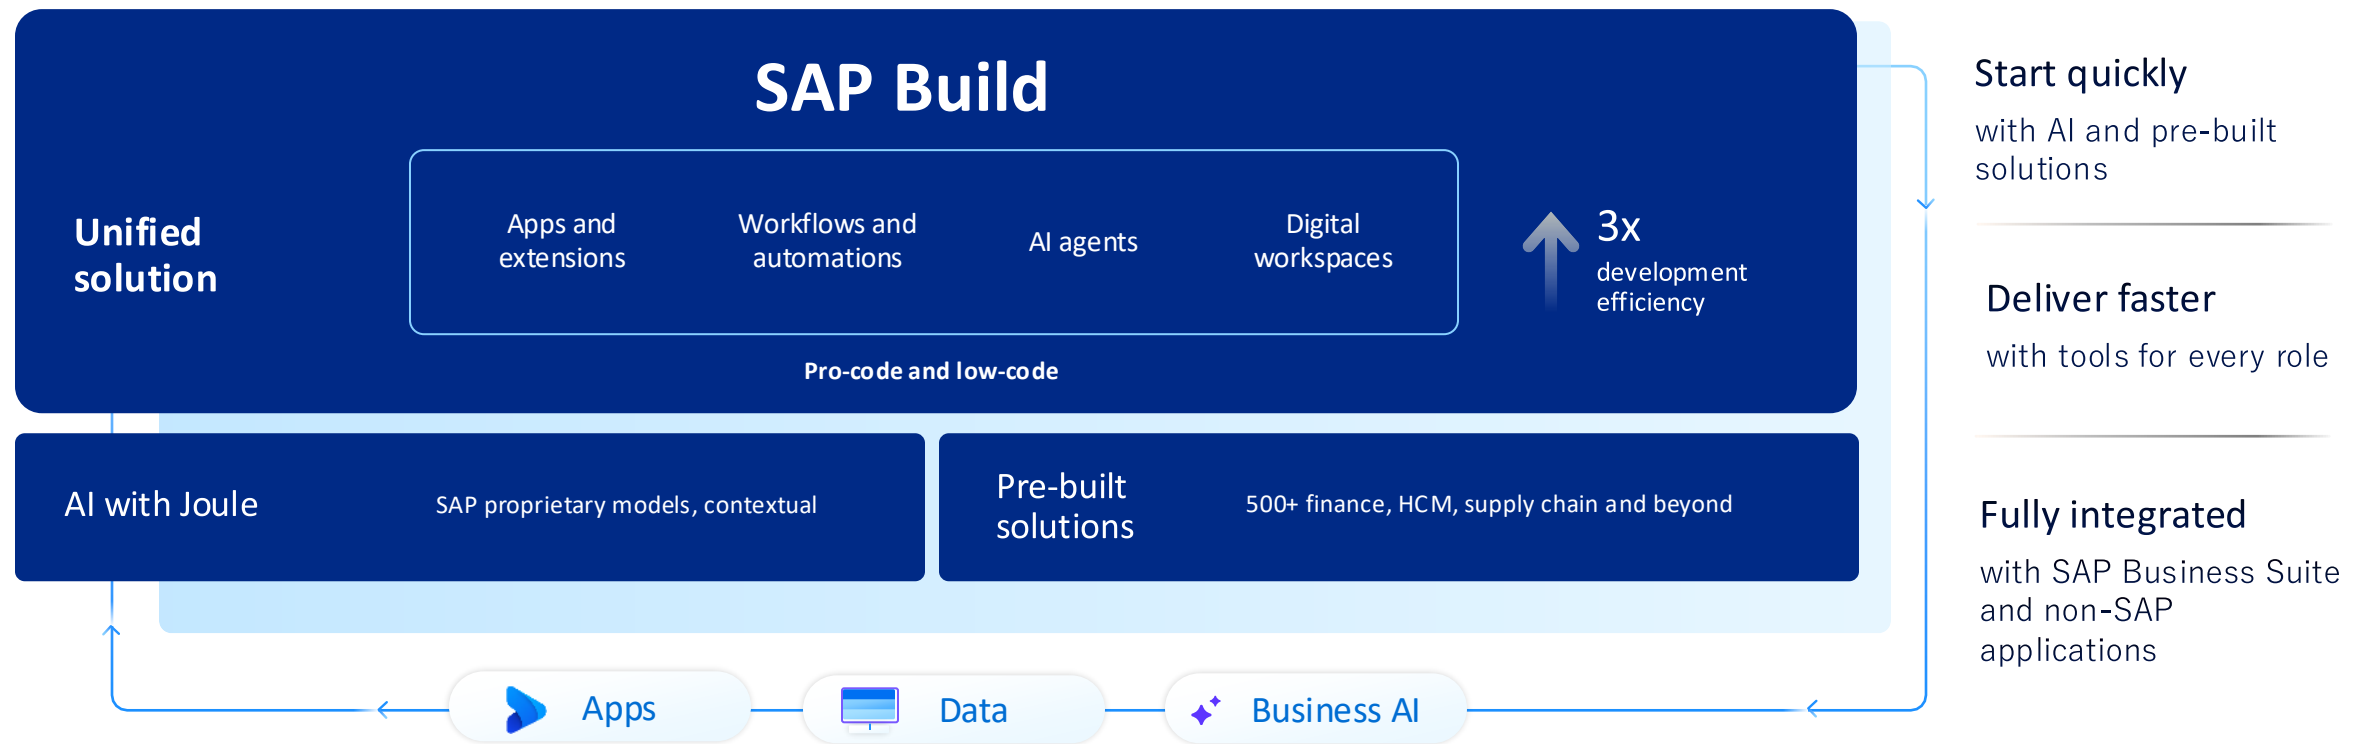 SAP Build
Unified
solution
Apps and
extensions
Workflows and
automations
AI agents
Digital
workspaces
3x
development
efficiency
Pro-code and low-code
AI with Joule
SAP proprietary models, contextual
Pre-built
solutions
500+ finance, HCM, supply chain and beyond
Apps
Data
Business AI
Start quickly
with AI and pre-built
solutions
Deliver faster
with tools for every role
Fully integrated
with SAP Business Suite
and non-SAP
applications